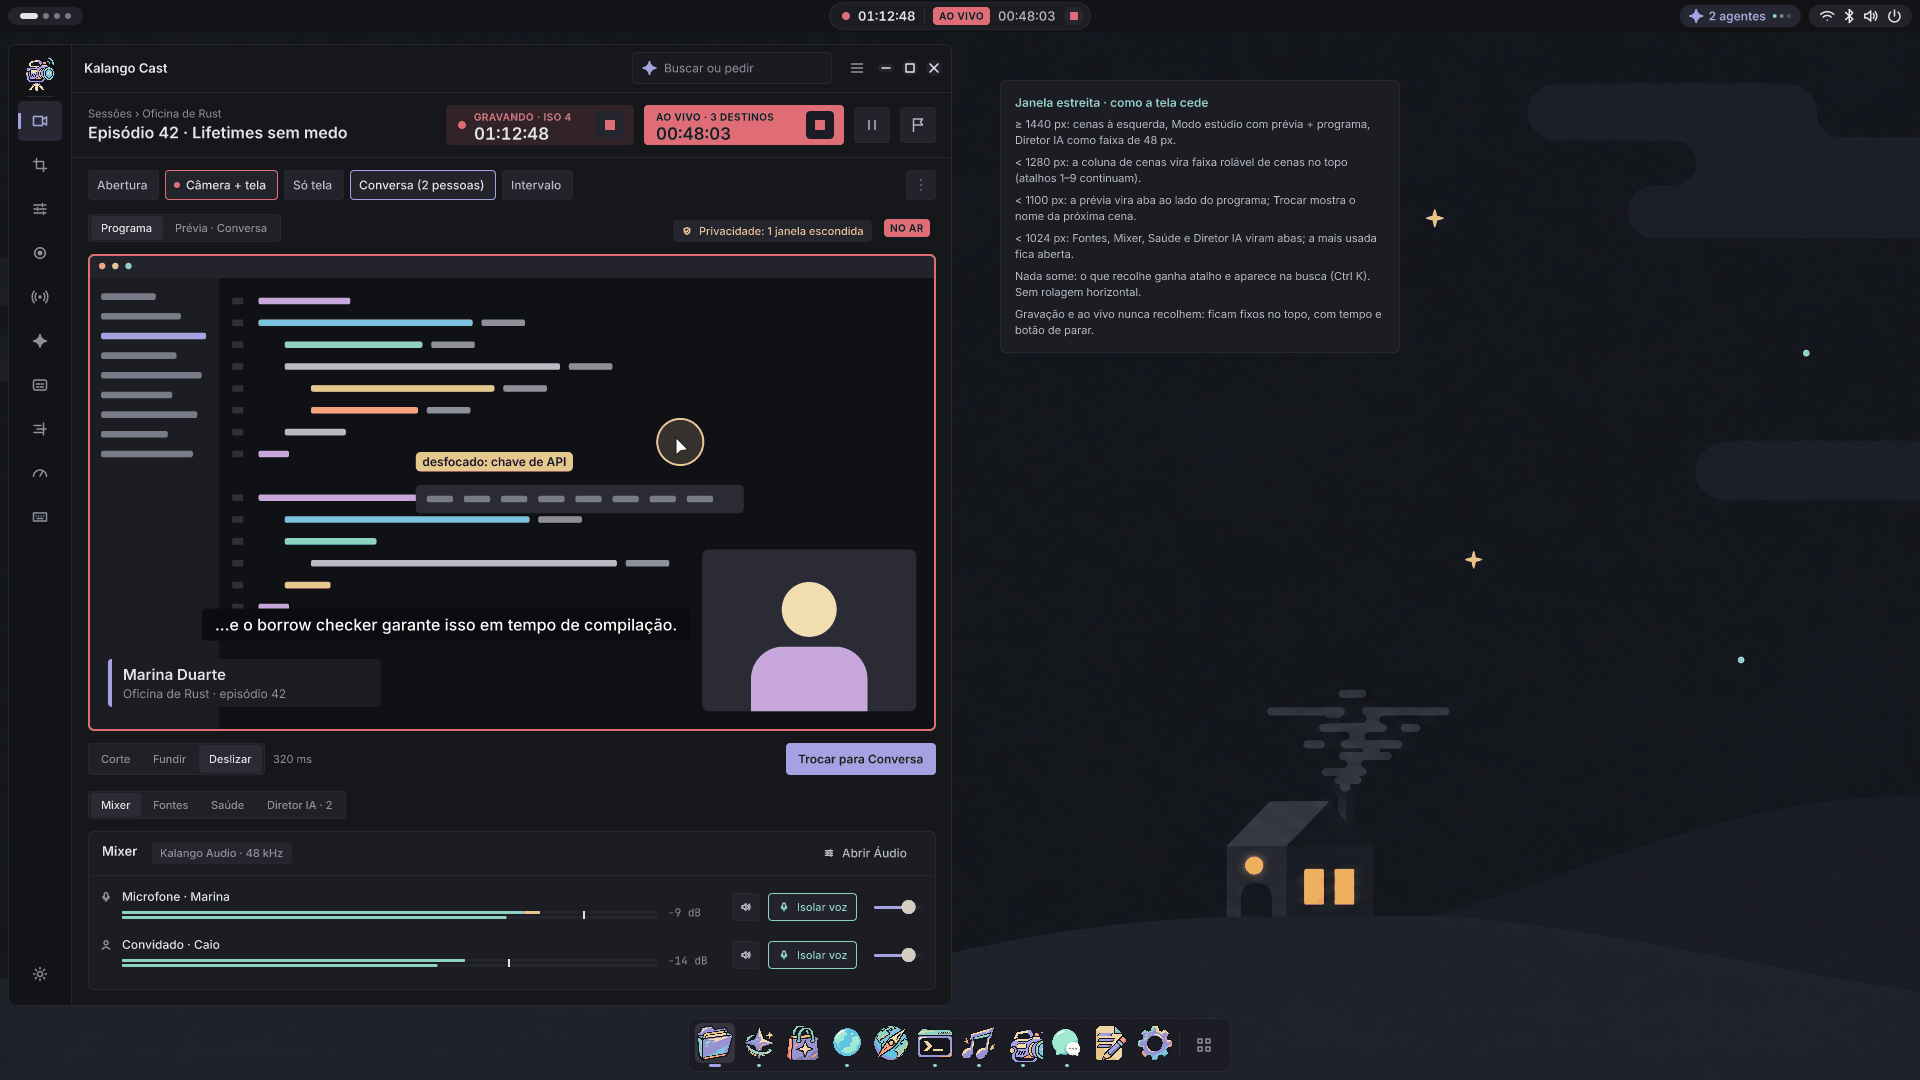 01:12:48
AO VIVO
00:48:03
2 agentes
Kalango Cast
Buscar ou pedir
Sessões › Oficina de Rust
Episódio 42 · Lifetimes sem medo
GRAVANDO · ISO 4
01:12:48
AO VIVO · 3 DESTINOS
00:48:03
Abertura
Câmera + tela
Só tela
Conversa (2 pessoas)
Intervalo
Programa
Prévia · Conversa
Privacidade: 1 janela escondida
NO AR
desfocado: chave de API
...e o borrow checker garante isso em tempo de compilação.
Marina Duarte
Oficina de Rust · episódio 42
Corte
Fundir
Deslizar
320 ms
Trocar para Conversa
Mixer
Fontes
Saúde
Diretor IA · 2
Mixer
Kalango Audio · 48 kHz
Abrir Áudio
Microfone · Marina
-9 dB
Isolar voz
Convidado · Caio
-14 dB
Isolar voz
Janela estreita · como a tela cede
≥ 1440 px: cenas à esquerda, Modo estúdio com prévia + programa,
Diretor IA como faixa de 48 px.
< 1280 px: a coluna de cenas vira faixa rolável de cenas no topo
(atalhos 1–9 continuam).
< 1100 px: a prévia vira aba ao lado do programa; Trocar mostra o
nome da próxima cena.
< 1024 px: Fontes, Mixer, Saúde e Diretor IA viram abas; a mais usada
fica aberta.
Nada some: o que recolhe ganha atalho e aparece na busca (Ctrl K).
Sem rolagem horizontal.
Gravação e ao vivo nunca recolhem: ficam fixos no topo, com tempo e
botão de parar.